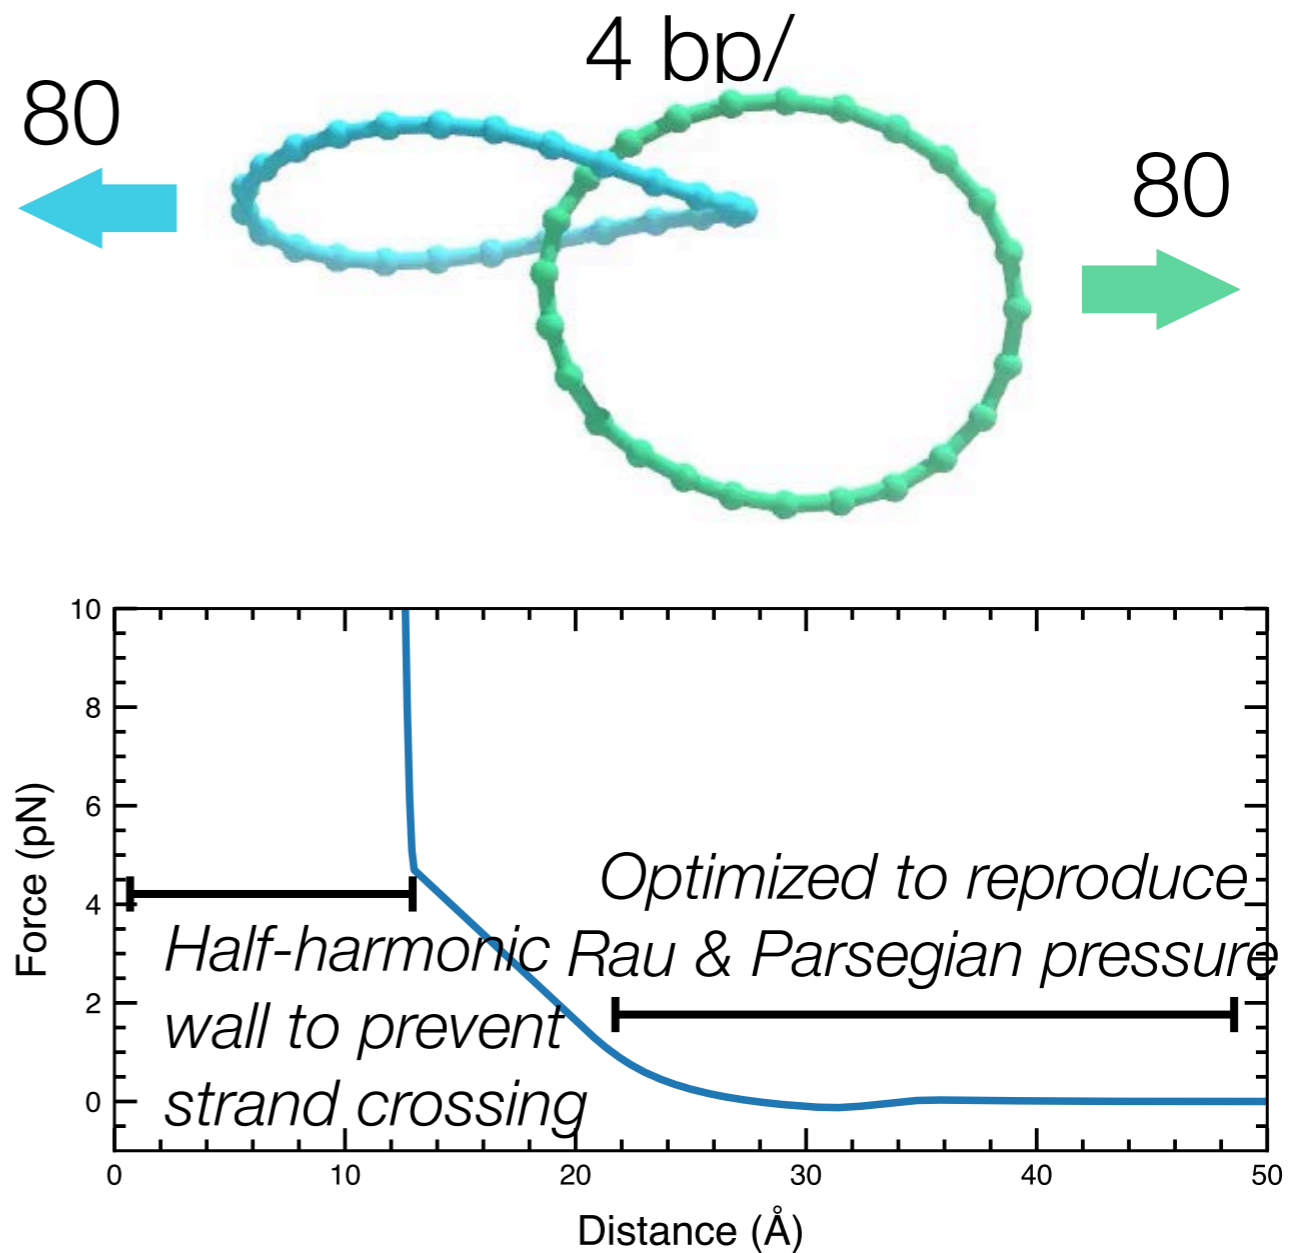 4 bp/
80
80
10
8
6
4
2
0
Force (pN)
Optimized to reproduce
Rau & Parsegian pressure
Half-harmonic
wall to prevent
strand crossing
0 10 20 30 40 50
Distance (Å)